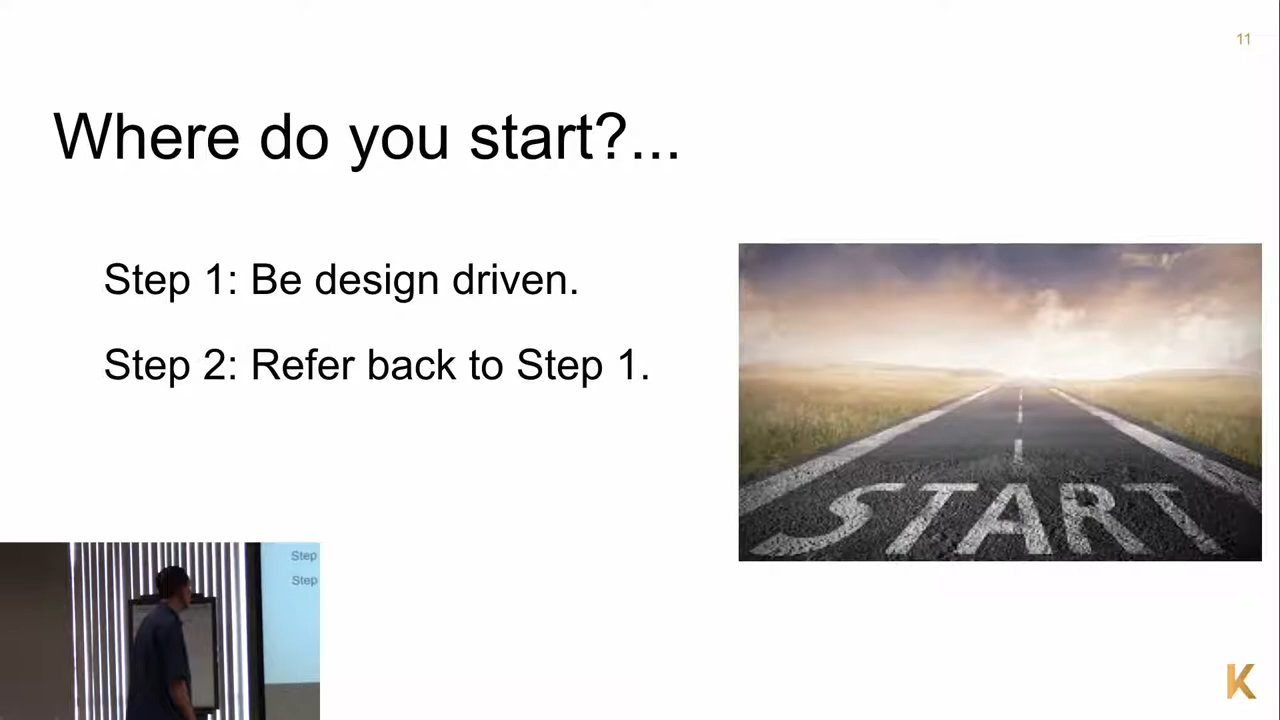 11
Where do you start?...
Step 1: Be design driven.
Step 2: Refer back to Step 1.
START
Step
Step
K